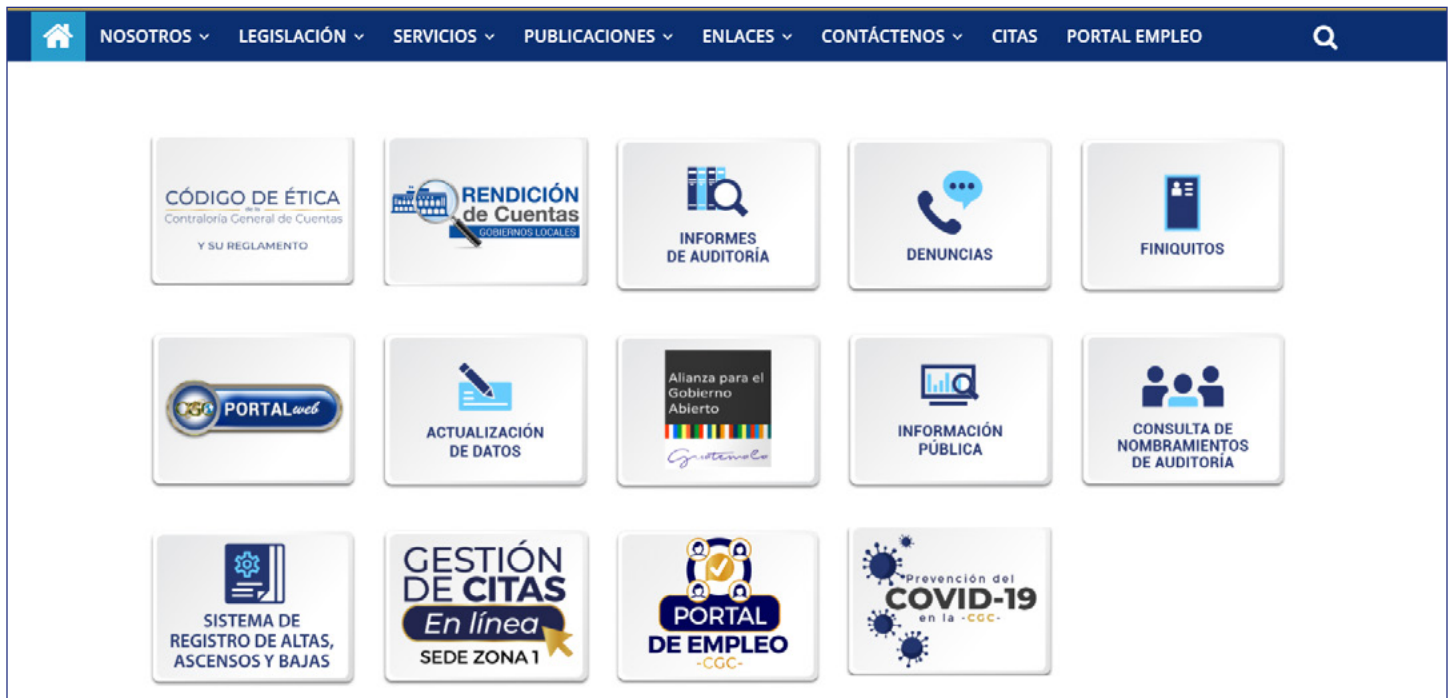 NOSOTROS LEGISLACIÓN SERVICIOS PUBLICACIONES ENLACES CONTÁCTENOS CITAS PORTAL EMPLEO
CÓDIGO DE ÉTICA
de la
Contraloría General de Cuentas
Y SU REGLAMENTO
RENDICIÓN
de Cuentas
GOBIERNOS LOCALES
INFORMES
DE AUDITORÍA
DENUNCIAS
FINIQUITOS
CGC PORTALweb
ACTUALIZACIÓN
DE DATOS
Alianza para el
Gobierno
Abierto
Guatemala
INFORMACIÓN
PÚBLICA
CONSULTA DE
NOMBRAMIENTOS
DE AUDITORÍA
SISTEMA DE
REGISTRO DE ALTAS,
ASCENSOS Y BAJAS
GESTIÓN
DE CITAS
En línea
SEDE ZONA 1
PORTAL
DE EMPLEO
-CGC-
Prevención del
COVID-19
en la -CGC-